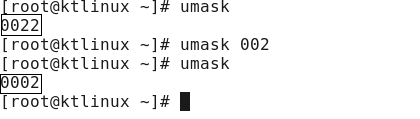 [root@ktlinux ~]# umask
0022
[root@ktlinux ~]# umask 002
[root@ktlinux ~]# umask
0002
[root@ktlinux ~]#